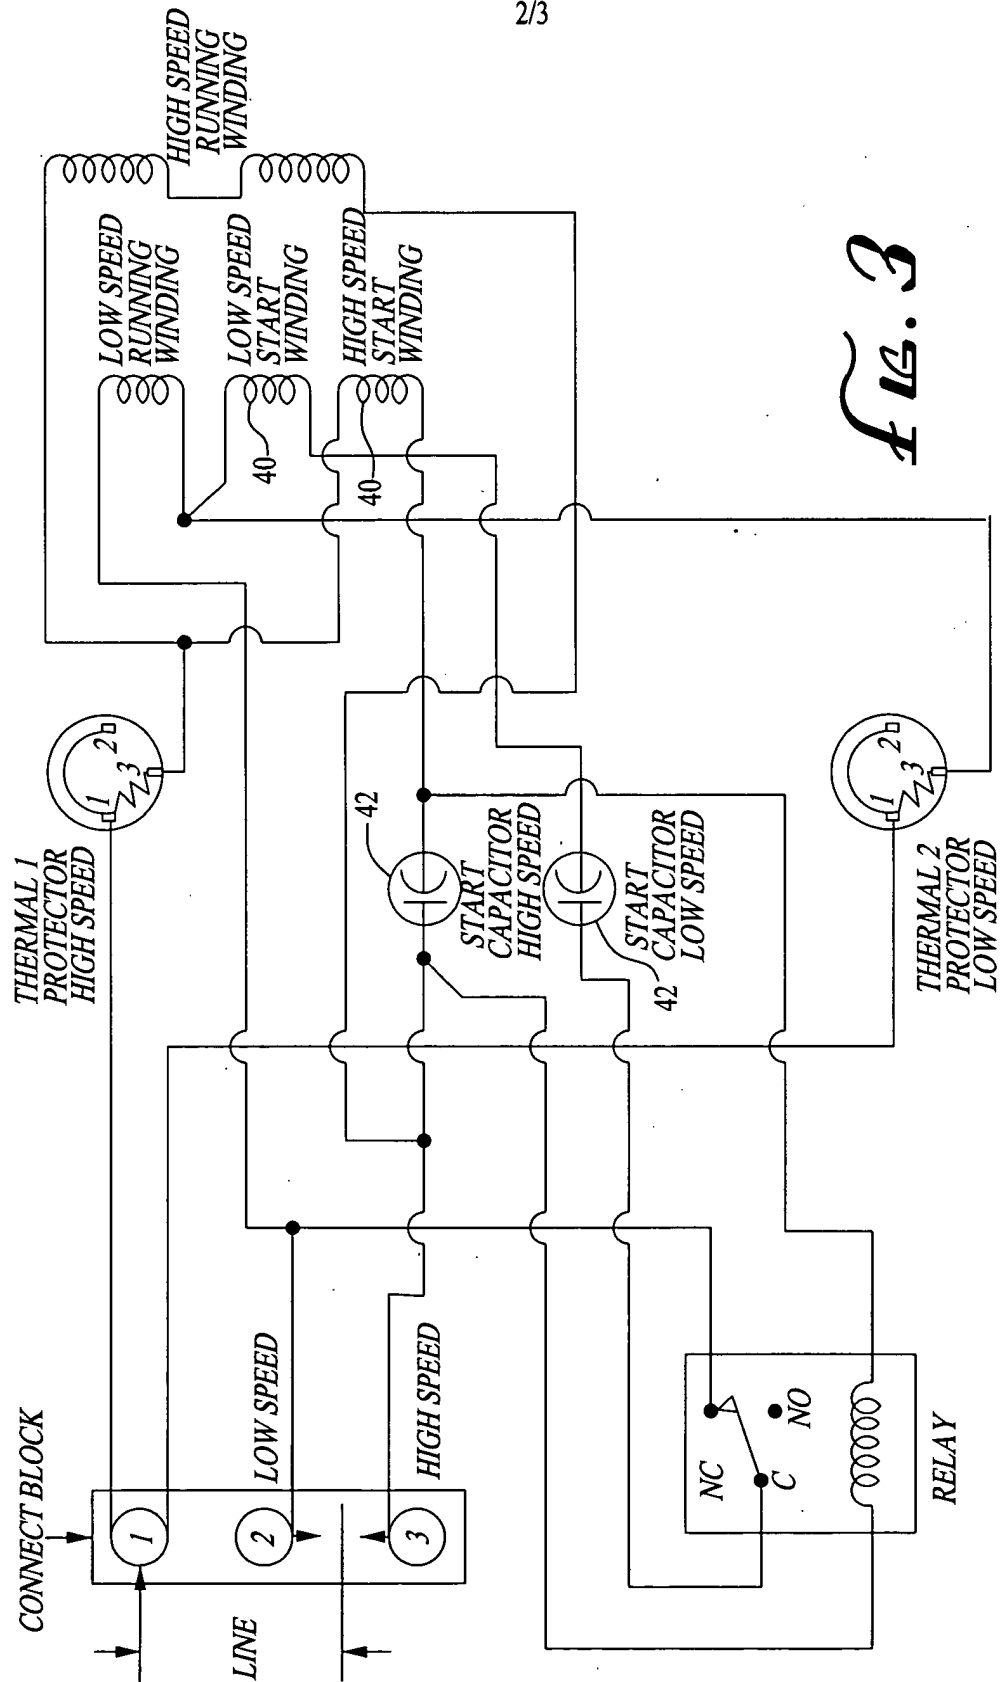 2/3
CONNECT BLOCK
LINE
1
2
3
LOW SPEED
HIGH SPEED
THERMAL 1
PROTECTOR
HIGH SPEED
1
2
3
42
START
CAPACITOR
HIGH SPEED
START
CAPACITOR
LOW SPEED
42
THERMAL 2
PROTECTOR
LOW SPEED
1
2
3
RELAY
NC
C
NO
HIGH SPEED
RUNNING
WINDING
LOW SPEED
RUNNING
WINDING
LOW SPEED
START
WINDING
40
HIGH SPEED
START
WINDING
40
FIG. 3